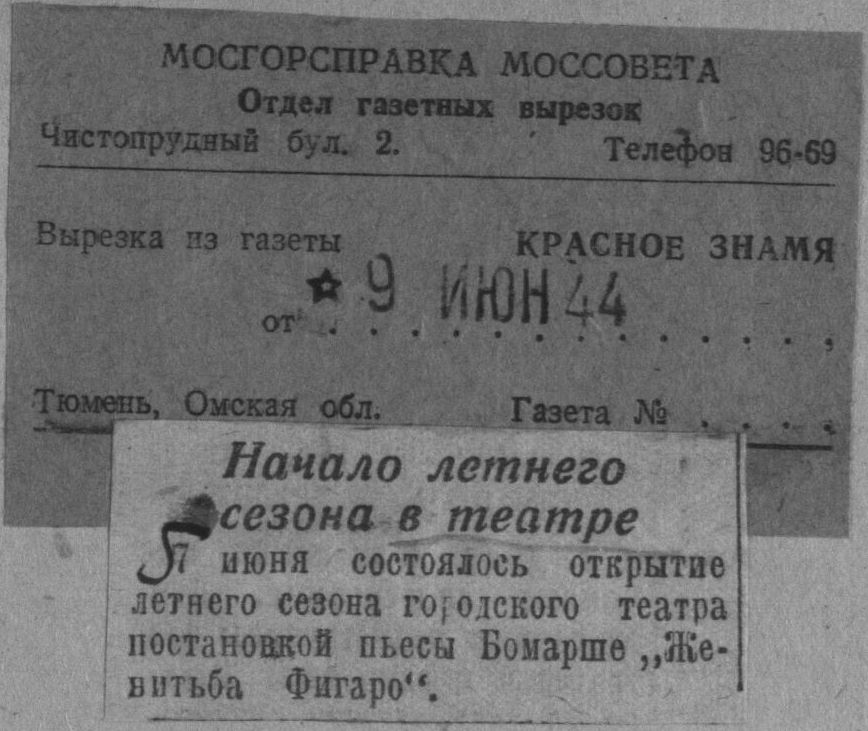 МОСГОРСПРАВКА МОССОВЕТА
Отдел газетных вырезок
Чистопрудный бул. 2. Телефон 96-69
Вырезка из газеты КРАСНОЕ ЗНАМЯ
от ★ 9 ИЮН 44
Тюмень, Омская обл. Газета № . . . .
Начало летнего
сезона в театре
7 июня состоялось открытие
летнего сезона городского театра
постановкой пьесы Бомарше „Же-
нитьба Фигаро“.